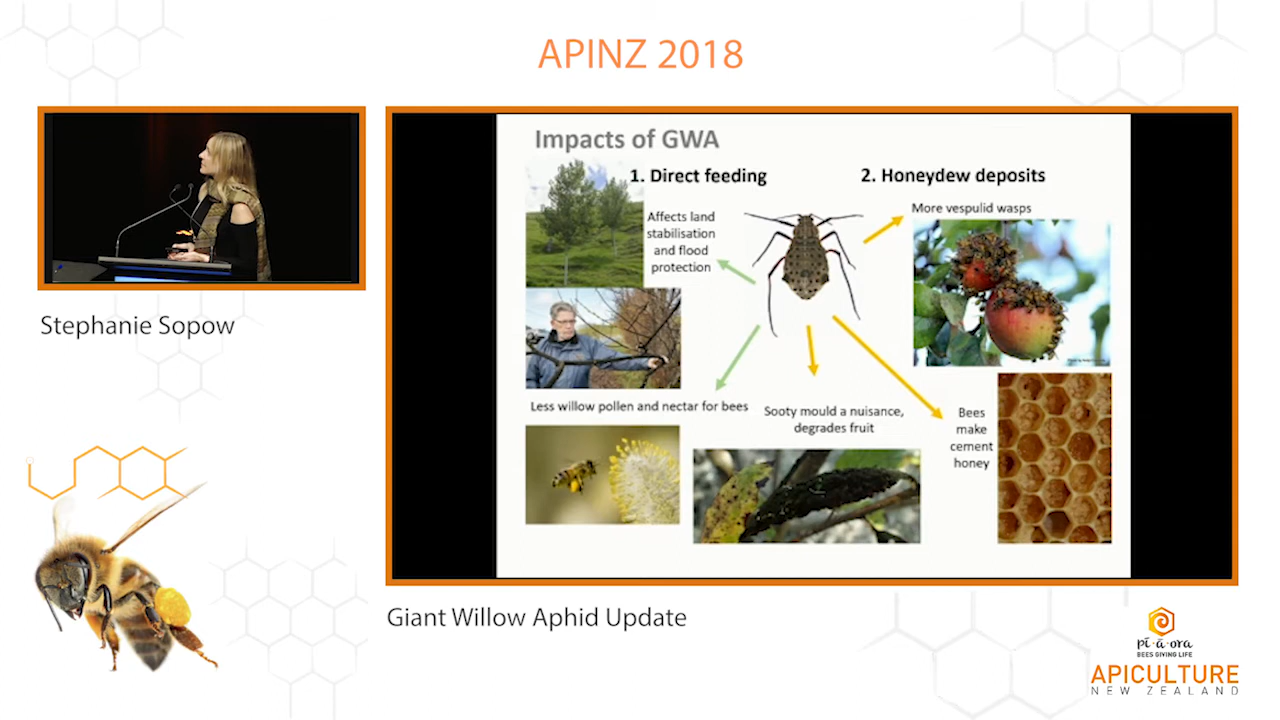 APINZ 2018
Stephanie Sopow
Impacts of GWA
1. Direct feeding
2. Honeydew deposits
Affects land
stabilisation
and flood
protection
More vespulid wasps
Less willow pollen and nectar for bees
Sooty mould a nuisance,
degrades fruit
Bees
make
cement
honey
Giant Willow Aphid Update
pī-ā-ora
BEES GIVING LIFE
APICULTURE
NEW ZEALAND